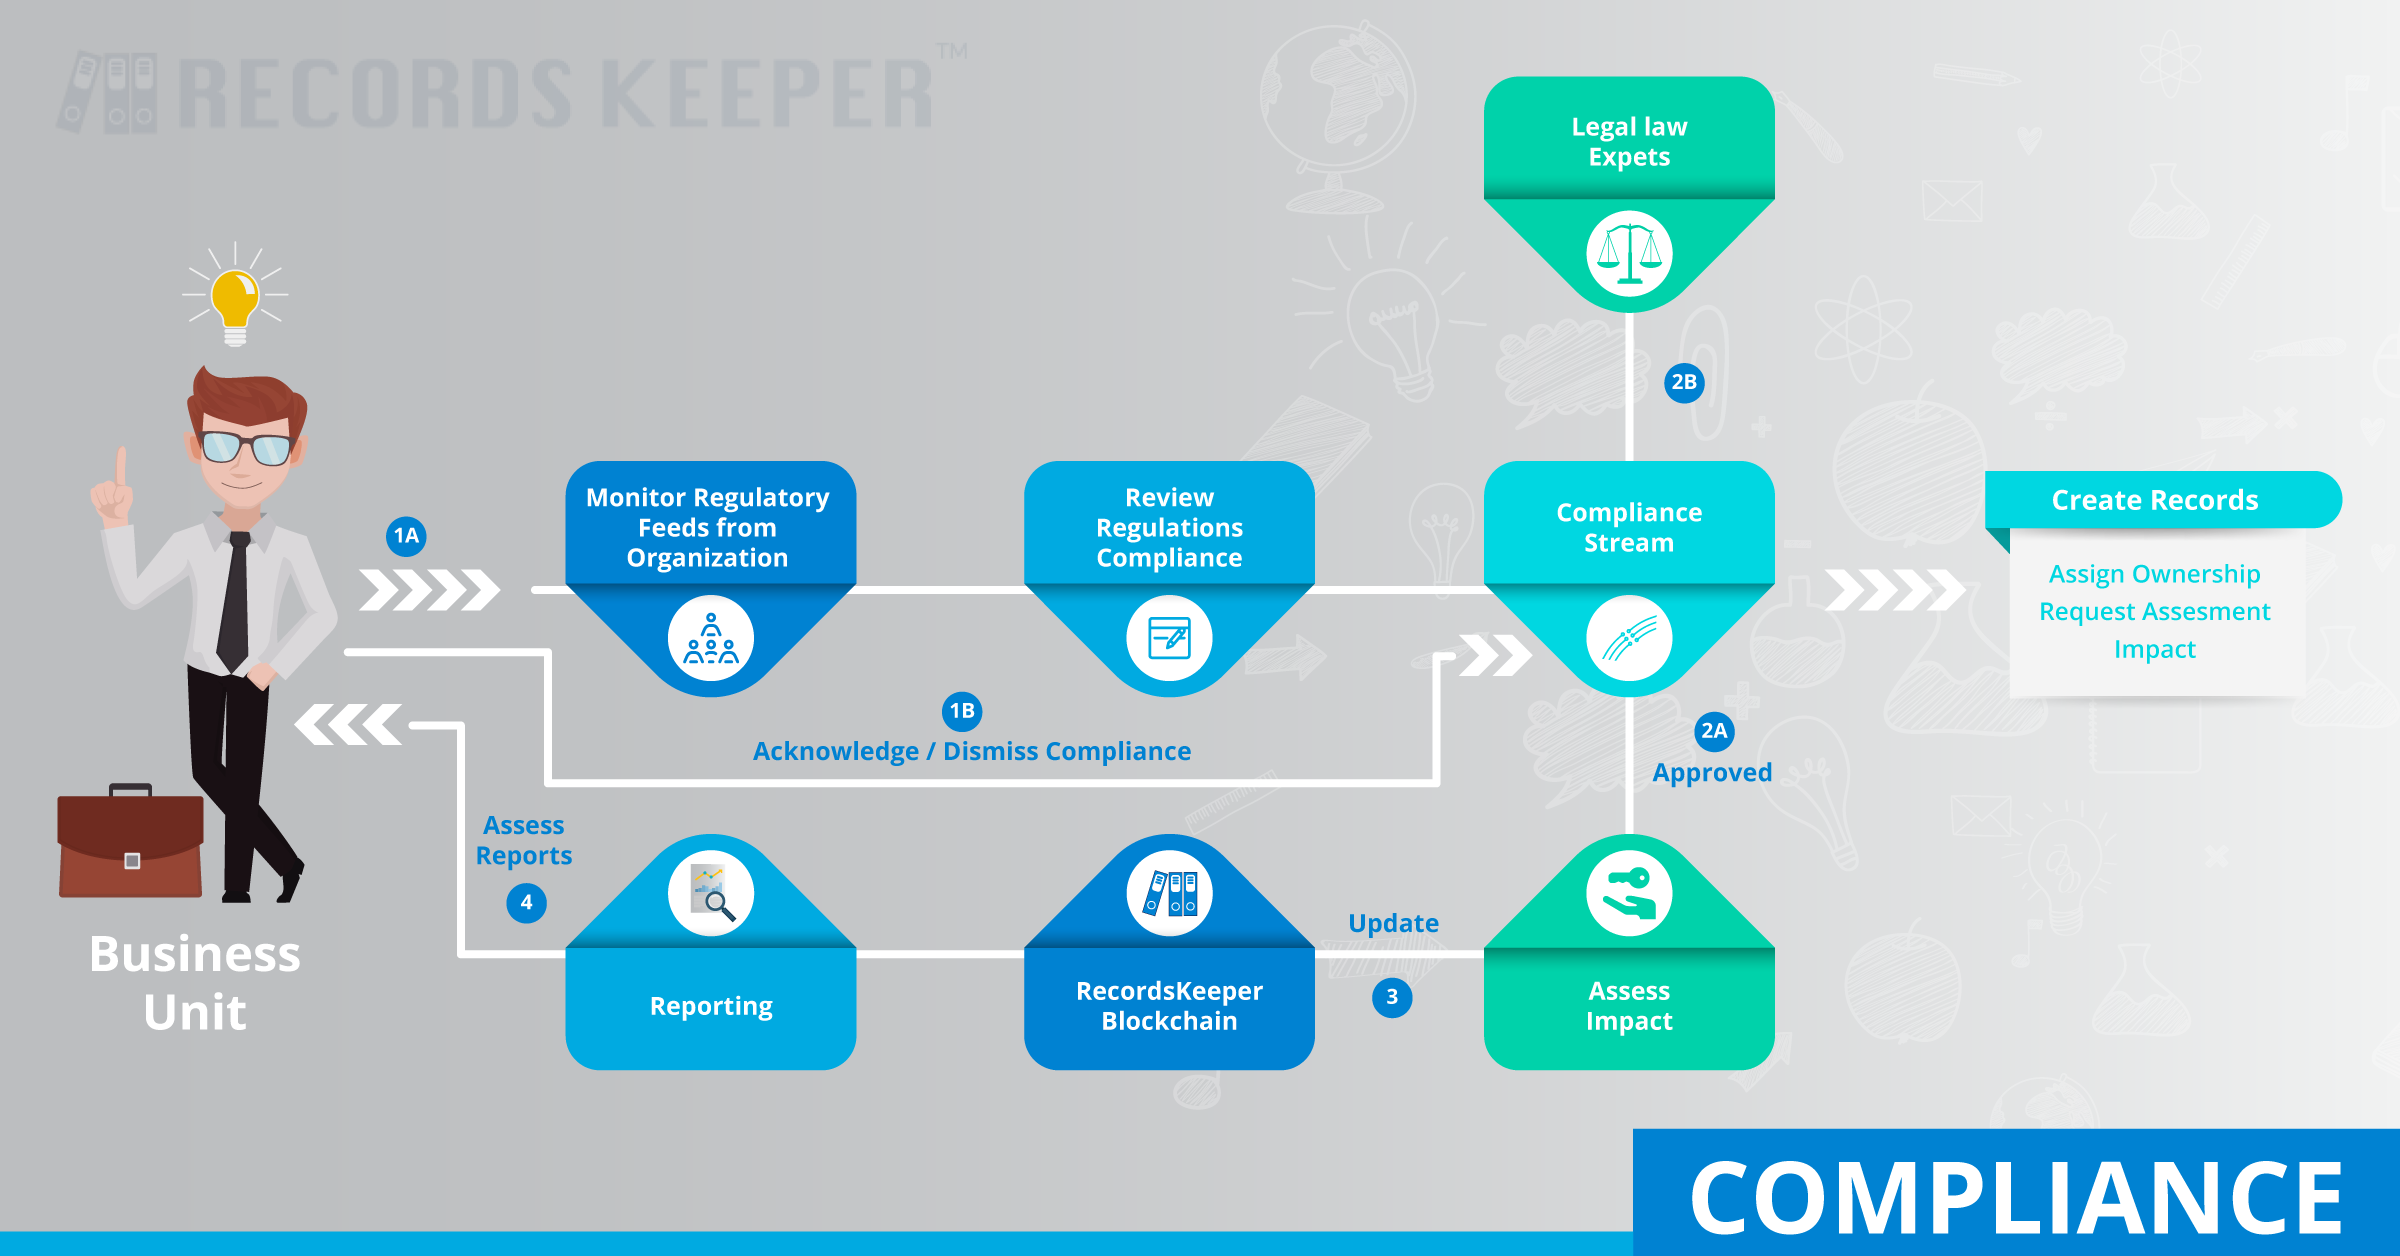 RECORDS KEEPER™
Legal law
Expets
2B
1A
Monitor Regulatory
Feeds from
Organization
Review
Regulations
Compliance
Compliance
Stream
Create Records
Assign Ownership
Request Assesment
Impact
1B
Acknowledge / Dismiss Compliance
2A
Approved
Assess
Reports
4
Business
Unit
Reporting
RecordsKeeper
Blockchain
Update
3
Assess
Impact
COMPLIANCE